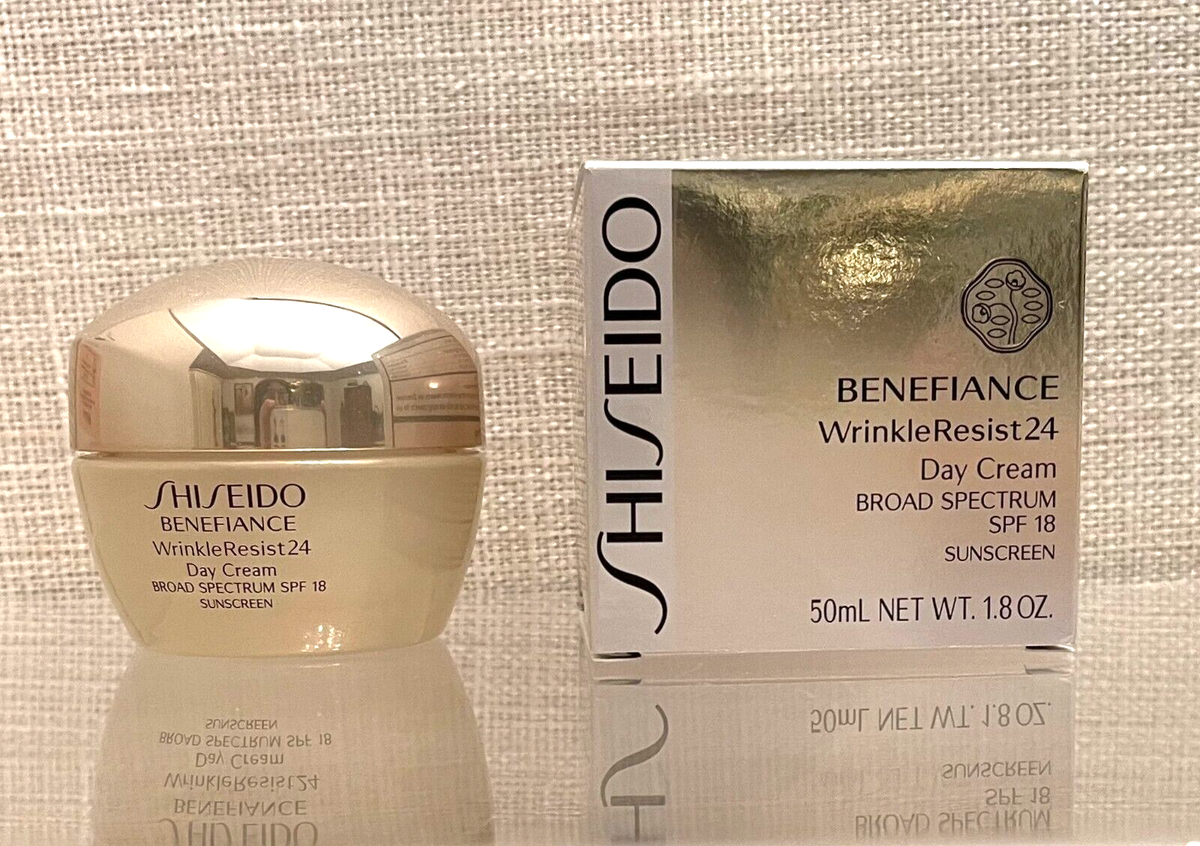 SHISEIDO
BENEFIANCE
WrinkleResist24
Day Cream
BROAD SPECTRUM SPF 18
SUNSCREEN
SHISEIDO
BENEFIANCE
WrinkleResist24
Day Cream
BROAD SPECTRUM
SPF 18
SUNSCREEN
50mL NET WT. 1.8 OZ.